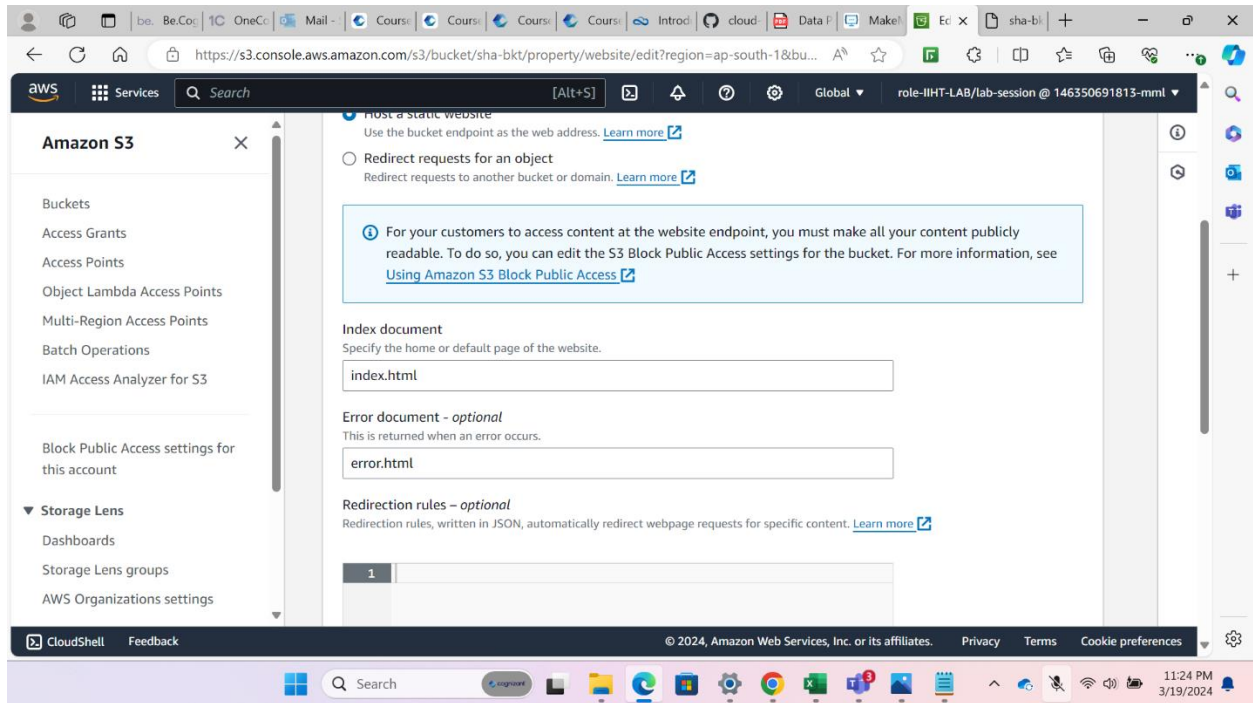 be. Be.Cog
1C OneCo
Mail -
Course
Course
Course
Course
Introd
cloud-
Data P
MakeM
Ed
sha-bk
https://s3.console.aws.amazon.com/s3/bucket/sha-bkt/property/website/edit?region=ap-south-1&bu...
aws
Services
Search
[Alt+S]
Global
role-IIHT-LAB/lab-session @ 146350691813-mml
Amazon S3
Buckets
Access Grants
Access Points
Object Lambda Access Points
Multi-Region Access Points
Batch Operations
IAM Access Analyzer for S3
Block Public Access settings for
this account
Storage Lens
Dashboards
Storage Lens groups
AWS Organizations settings
Host a static website
Use the bucket endpoint as the web address. Learn more
Redirect requests for an object
Redirect requests to another bucket or domain. Learn more
For your customers to access content at the website endpoint, you must make all your content publicly
readable. To do so, you can edit the S3 Block Public Access settings for the bucket. For more information, see
Using Amazon S3 Block Public Access
Index document
Specify the home or default page of the website.
index.html
Error document - optional
This is returned when an error occurs.
error.html
Redirection rules – optional
Redirection rules, written in JSON, automatically redirect webpage requests for specific content. Learn more
1
CloudShell
Feedback
© 2024, Amazon Web Services, Inc. or its affiliates.
Privacy
Terms
Cookie preferences
Search
cognizant
3
11:24 PM
3/19/2024